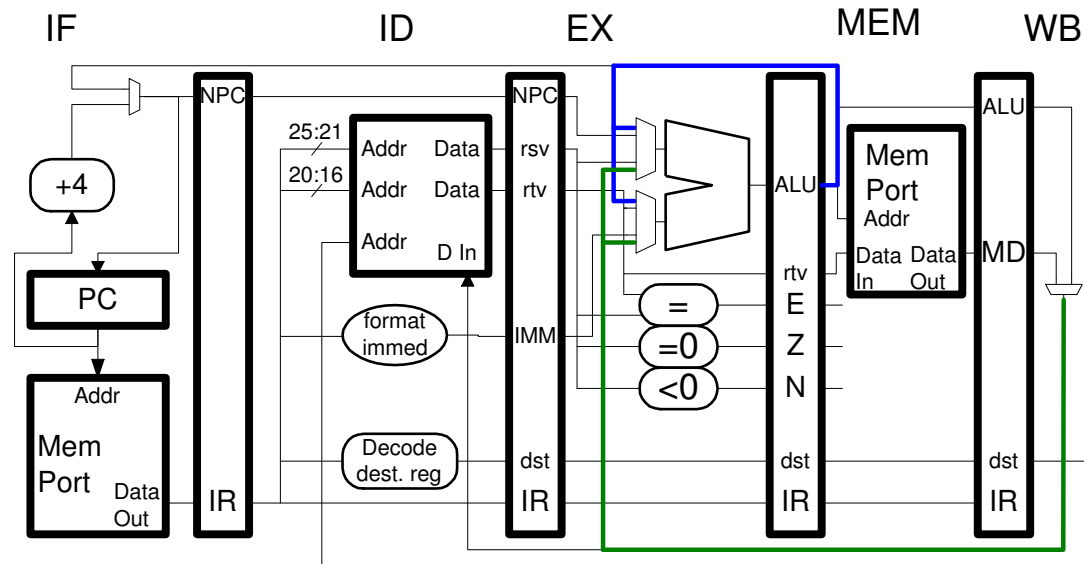 IF
ID
EX
MEM
WB
NPC
+4
PC
Addr
Mem
Port
Data
Out
IR
25:21
20:16
Addr
Data
Addr
Data
Addr
D In
format
immed
Decode
dest. reg
NPC
rsv
rtv
IMM
dst
IR
=
=0
<0
ALU
rtv
E
Z
N
dst
IR
Mem
Port
Addr
Data
In
Data
Out
ALU
MD
dst
IR